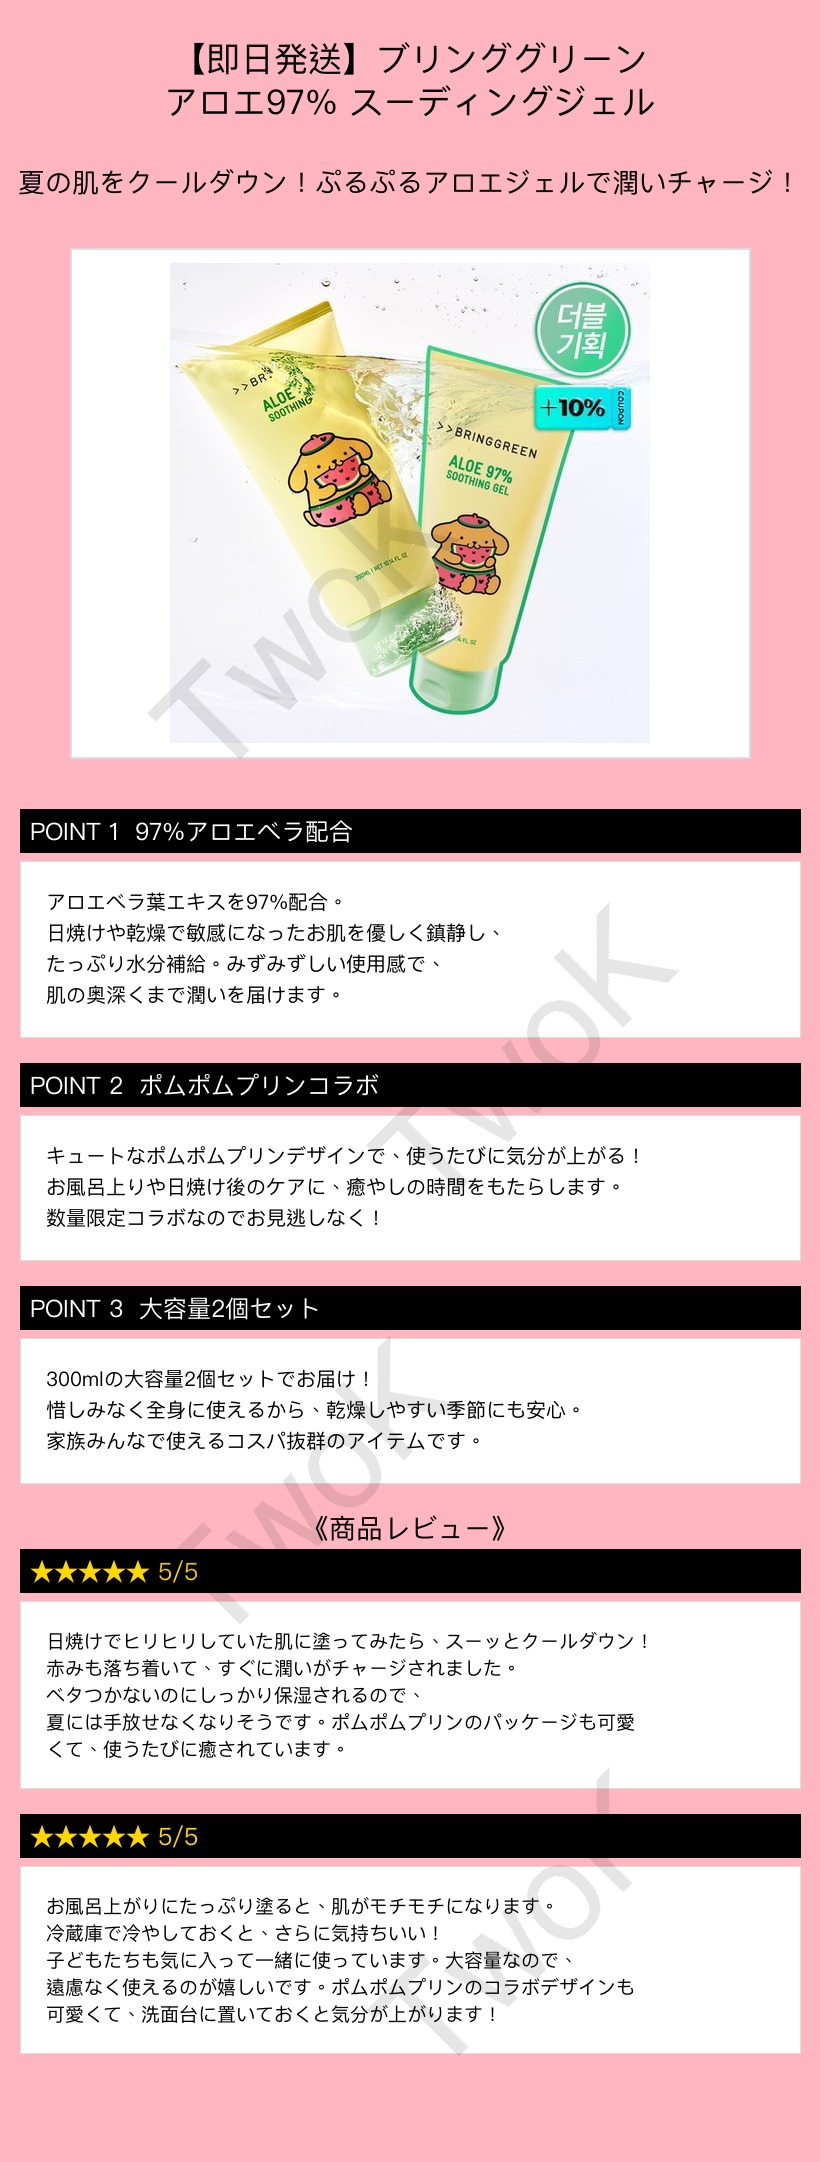 【即日発送】ブリンググリーン
アロエ97% スーディングジェル
夏の肌をクールダウン！ぷるぷるアロエジェルで潤いチャージ！
더블
기획
+10%
COUPON
>>BR
ALOE
SOOTHING
300ML / NET 10.14 FL. OZ
>>BRINGGREEN
ALOE 97%
SOOTHING GEL
14 FL. OZ
TwoK
POINT 1 97%アロエベラ配合
アロエベラ葉エキスを97%配合。
日焼けや乾燥で敏感になったお肌を優しく鎮静し、
たっぷり水分補給。みずみずしい使用感で、
肌の奥深くまで潤いを届けます。
TwoK
POINT 2 ポムポムプリンコラボ
キュートなポムポムプリンデザインで、使うたびに気分が上がる！
お風呂上りや日焼け後のケアに、癒やしの時間をもたらします。
数量限定コラボなのでお見逃しなく！
POINT 3 大容量2個セット
300mlの大容量2個セットでお届け！
惜しみなく全身に使えるから、乾燥しやすい季節にも安心。
家族みんなで使えるコスパ抜群のアイテムです。
TwoK
《商品レビュー》
★★★★★ 5/5
日焼けでヒリヒリしていた肌に塗ってみたら、スーッとクールダウン！
赤みも落ち着いて、すぐに潤いがチャージされました。
ベタつかないのにしっかり保湿されるので、
夏には手放せなくなりそうです。ポムポムプリンのパッケージも可愛
くて、使うたびに癒されています。
★★★★★ 5/5
お風呂上がりにたっぷり塗ると、肌がモチモチになります。
冷蔵庫で冷やしておくと、さらに気持ちいい！
子どもたちも気に入って一緒に使っています。大容量なので、
遠慮なく使えるのが嬉しいです。ポムポムプリンのコラボデザインも
可愛くて、洗面台に置いておくと気分が上がります！
TwoK